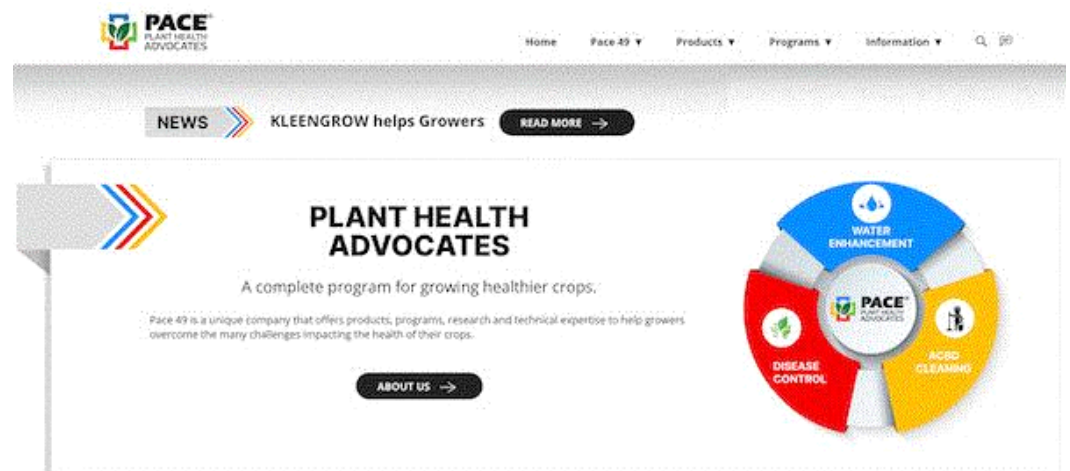 PACE
PLANT HEALTH
ADVOCATES
Home Pace 49 ▼ Products ▼ Programs ▼ Information ▼
NEWS KLEENGROW helps Growers READ MORE →
PLANT HEALTH
ADVOCATES
A complete program for growing healthier crops.
Pace 49 is a unique company that offers products, programs, research and technical expertise to help growers
overcome the many challenges impacting the health of their crops.
ABOUT US →
WATER
ENHANCEMENT
PACE
PLANT HEALTH
ADVOCATES
DISEASE
CONTROL
ACBD
CLEANING